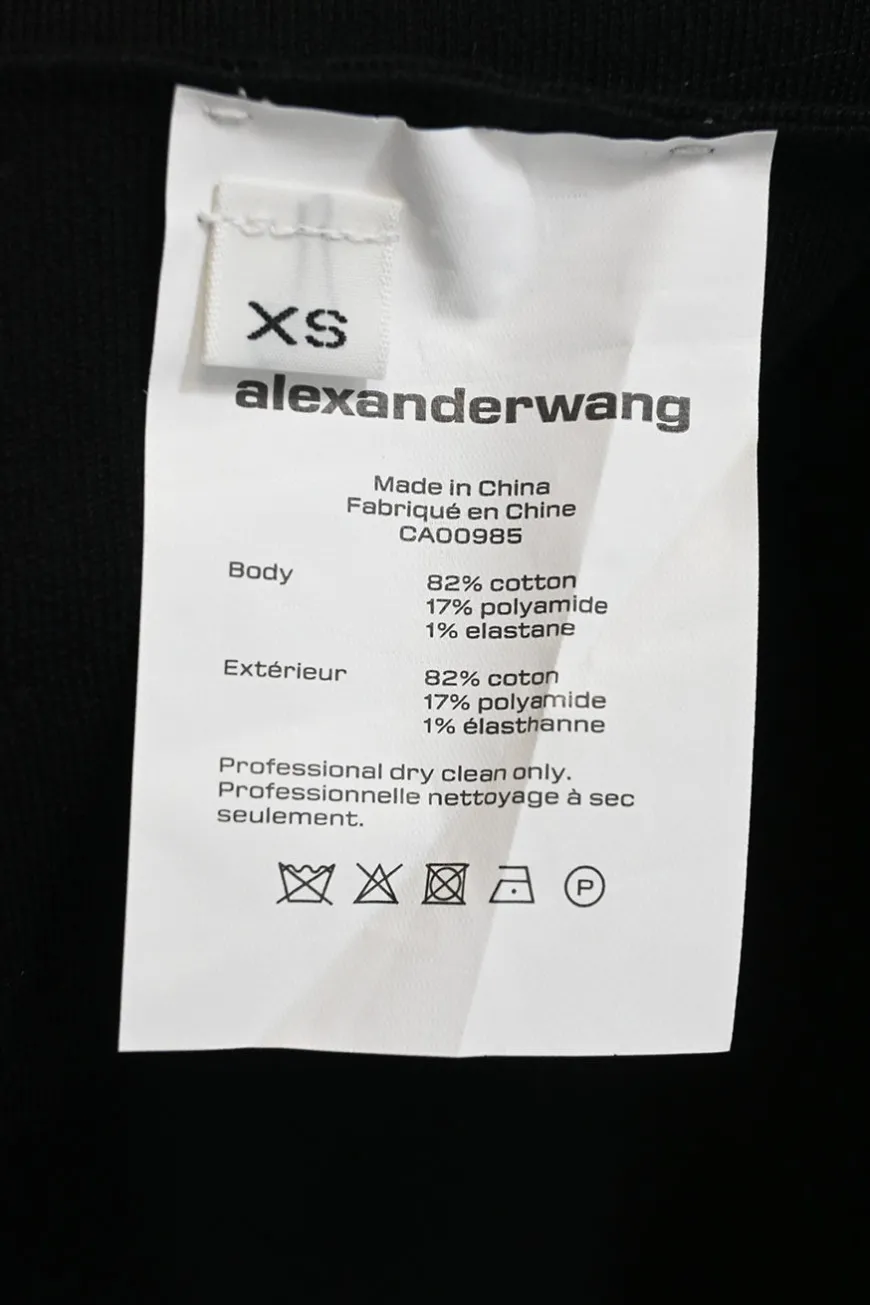 XS
alexanderwang
Made in China
Fabriqué en Chine
CA00985
Body
82% cotton
17% polyamide
1% elastane
Extérieur
82% coton
17% polyamide
1% élasthanne
Professional dry clean only.
Professionnelle nettoyage à sec
seulement.
P